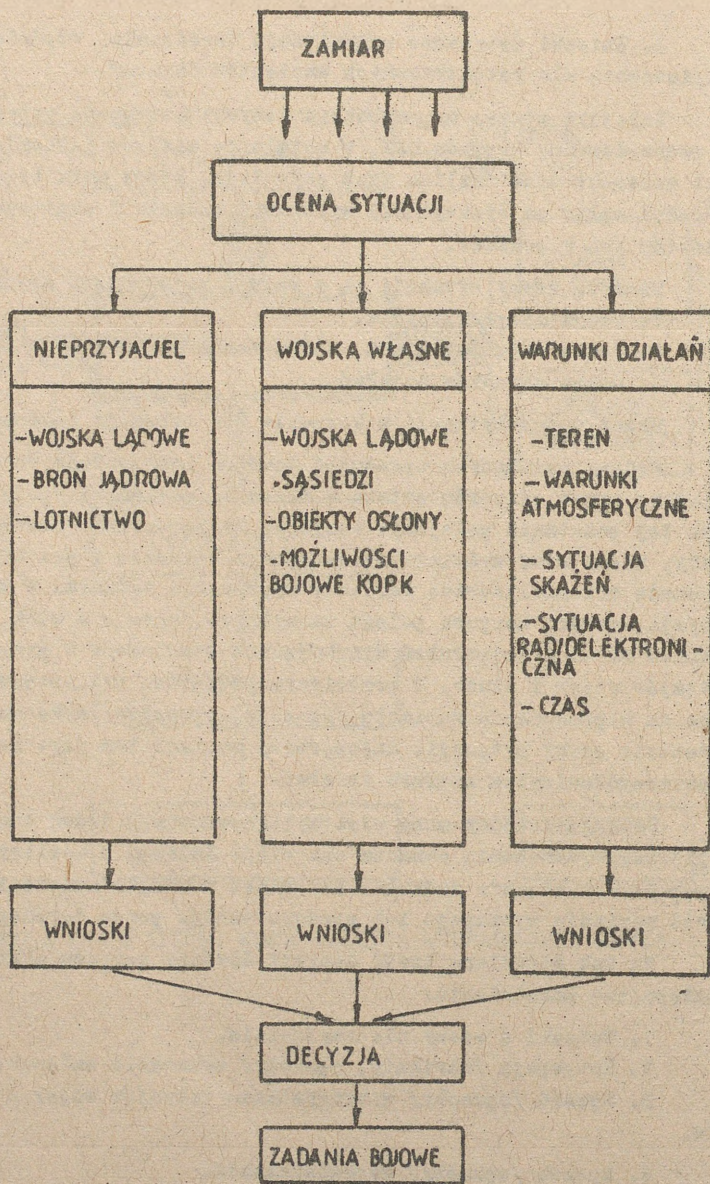 ZAMIAR
OCENA SYTUACJI
NIEPRZYJACIEL
- WOJSKA LĄDOWE
- BROŃ JĄDROWA
- LOTNICTWO
WOJSKA WŁASNE
- WOJSKA LĄDOWE
- SĄSIEDZI
- OBIEKTY OSŁONY
- MOŻLIWOSCI
BOJOWE KOPK
WARUNKI DZIAŁAŃ
- TEREN
- WARUNKI
ATMOSFERYCZNE
- SYTUACJA
SKAŻEŃ
- SYTUACJA
RADIOELEKTRONI -
CZNA
- CZAS
WNIOSKI
WNIOSKI
WNIOSKI
DECYZJA
ZADANIA BOJOWE